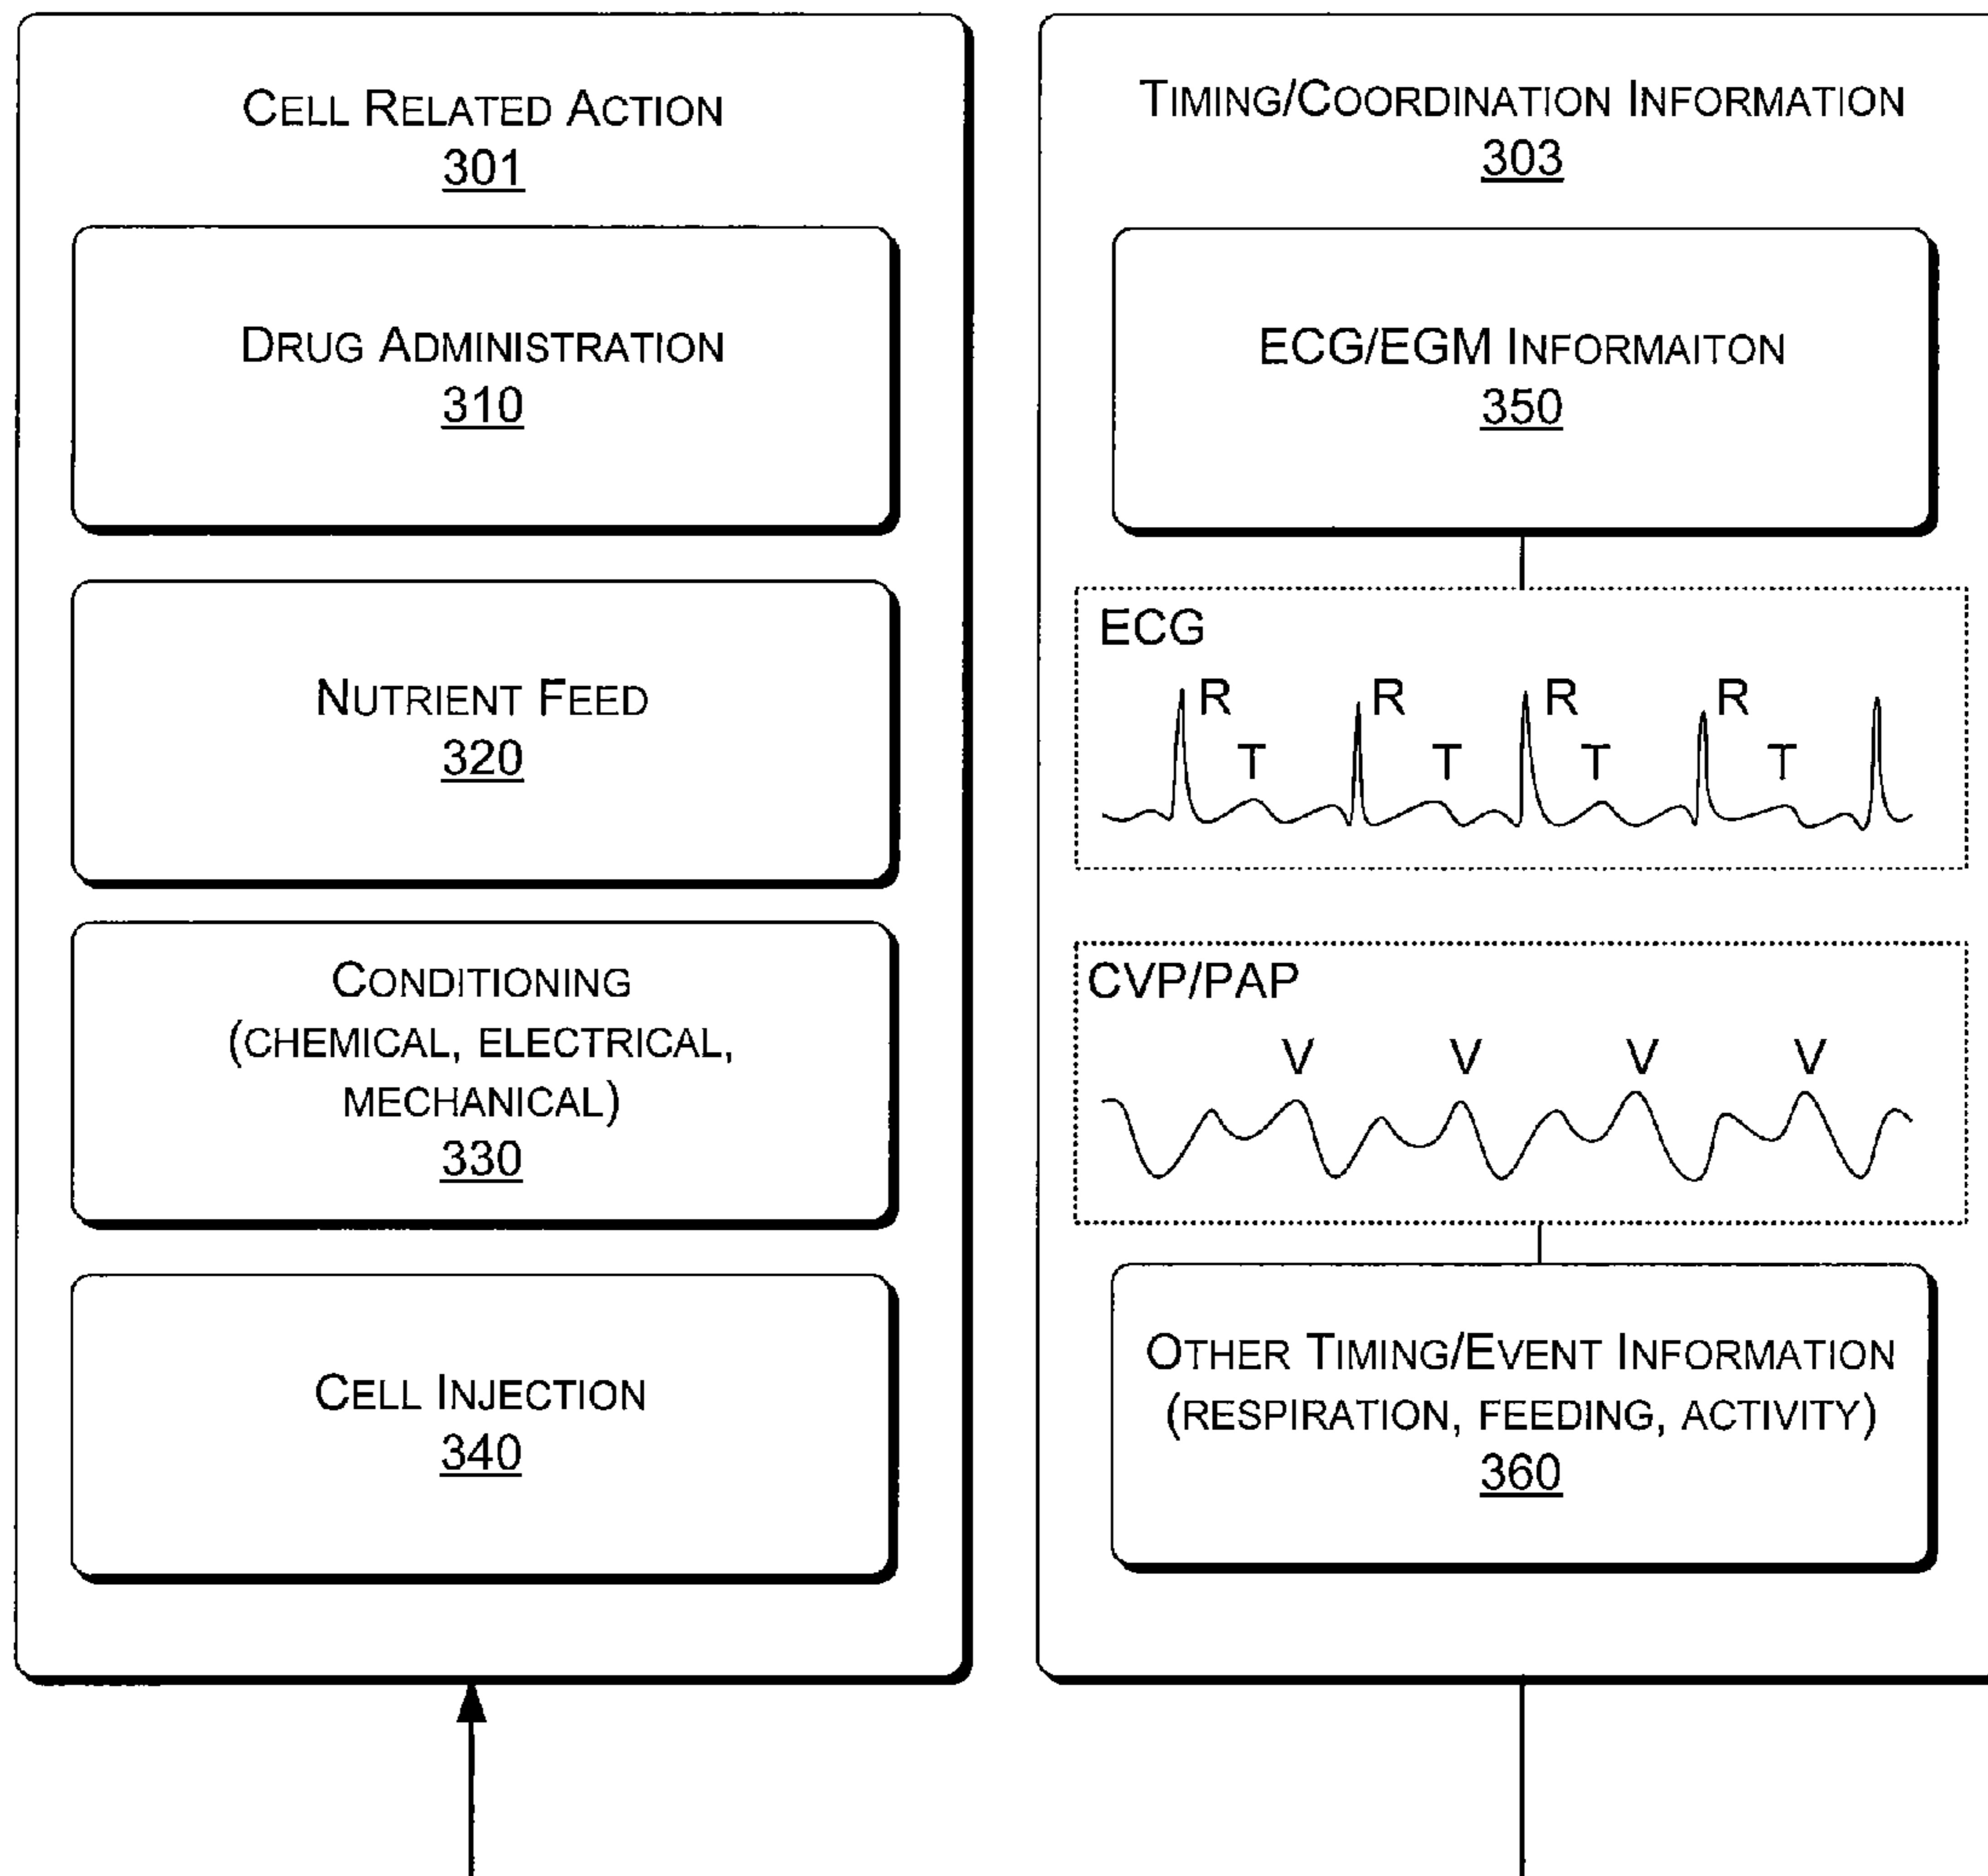 CELL RELATED ACTION
301
DRUG ADMINISTRATION
310
NUTRIENT FEED
320
CONDITIONING
(CHEMICAL, ELECTRICAL,
MECHANICAL)
330
CELL INJECTION
340
TIMING/COORDINATION INFORMATION
303
ECG/EGM INFORMAITON
350
ECG
R R R R
T T T T
CVP/PAP
V V V V
OTHER TIMING/EVENT INFORMATION
(RESPIRATION, FEEDING, ACTIVITY)
360